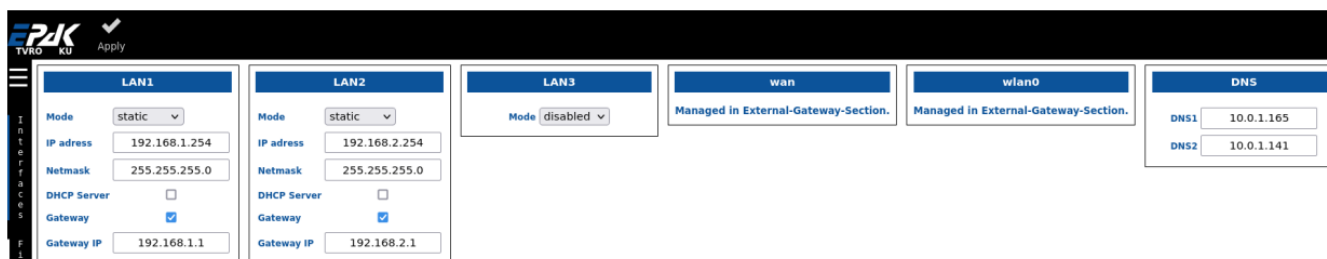 EPAK
TVRO KU
Apply
Interfaces
Fi
LAN1
Mode static
IP adress 192.168.1.254
Netmask 255.255.255.0
DHCP Server
Gateway
Gateway IP 192.168.1.1
LAN2
Mode static
IP adress 192.168.2.254
Netmask 255.255.255.0
DHCP Server
Gateway
Gateway IP 192.168.2.1
LAN3
Mode disabled
wan
Managed in External-Gateway-Section.
wlan0
Managed in External-Gateway-Section.
DNS
DNS1 10.0.1.165
DNS2 10.0.1.141